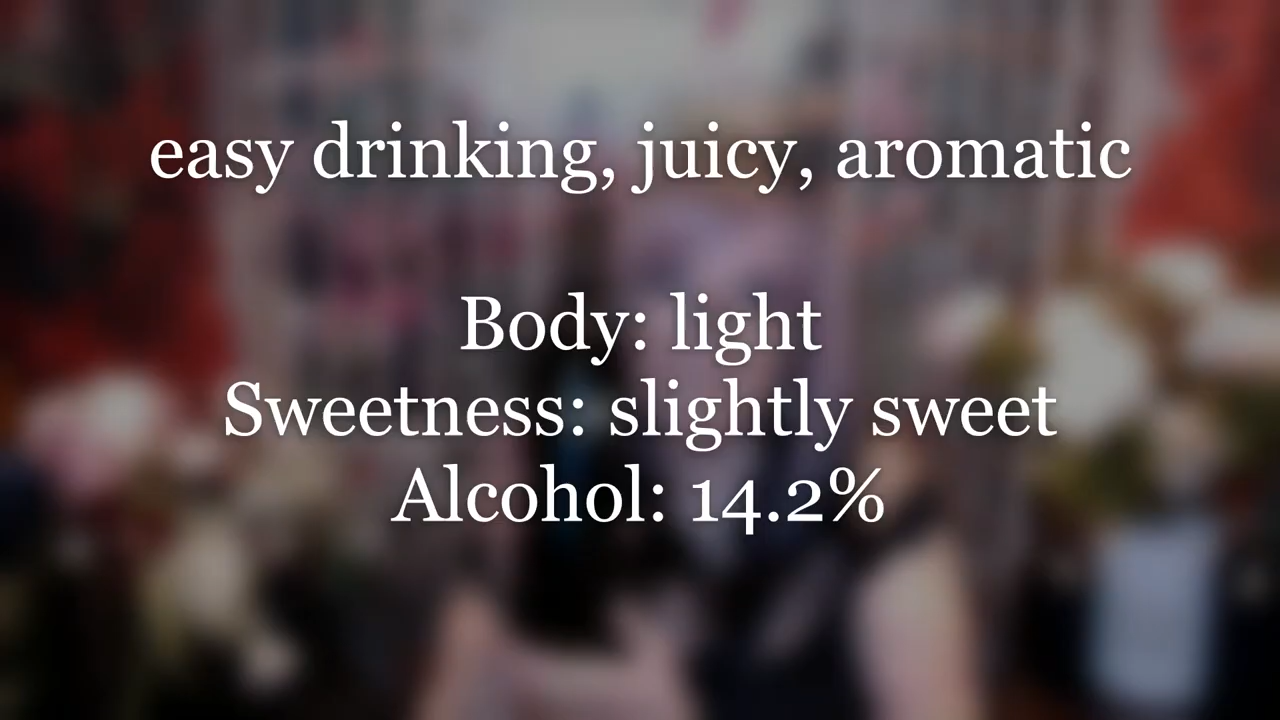 easy drinking, juicy, aromatic
Body: light
Sweetness: slightly sweet
Alcohol: 14.2%